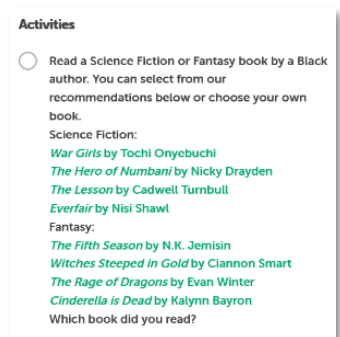 Activities
Read a Science Fiction or Fantasy book by a Black
author. You can select from our
recommendations below or choose your own
book.
Science Fiction:
War Girls by Tochi Onyebuchi
The Hero of Numbani by Nicky Drayden
The Lesson by Cadwell Turnbull
Everfair by Nisi Shawl
Fantasy:
The Fifth Season by N.K. Jemisin
Witches Steeped in Gold by Ciannon Smart
The Rage of Dragons by Evan Winter
Cinderella is Dead by Kalynn Bayron
Which book did you read?